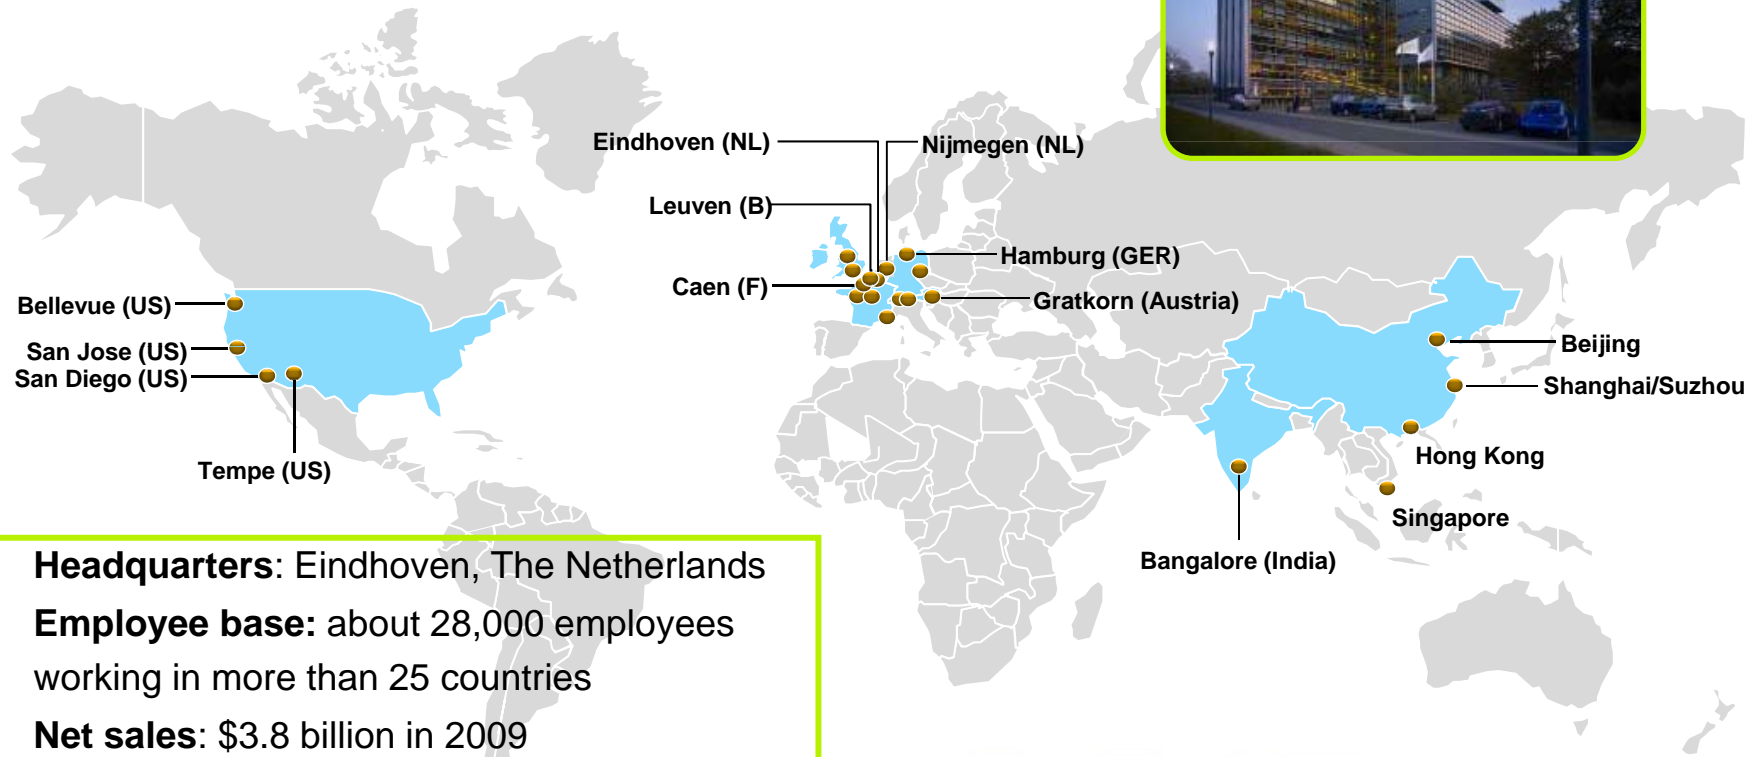 Eindhoven (NL)
Nijmegen (NL)
Leuven (B)
Hamburg (GER)
Caen (F)
Gratkorn (Austria)
Bellevue (US)
San Jose (US)
San Diego (US)
Tempe (US)
Beijing
Shanghai/Suzhou
Hong Kong
Singapore
Bangalore (India)
Headquarters: Eindhoven, The Netherlands
Employee base: about 28,000 employees
working in more than 25 countries
Net sales: $3.8 billion in 2009